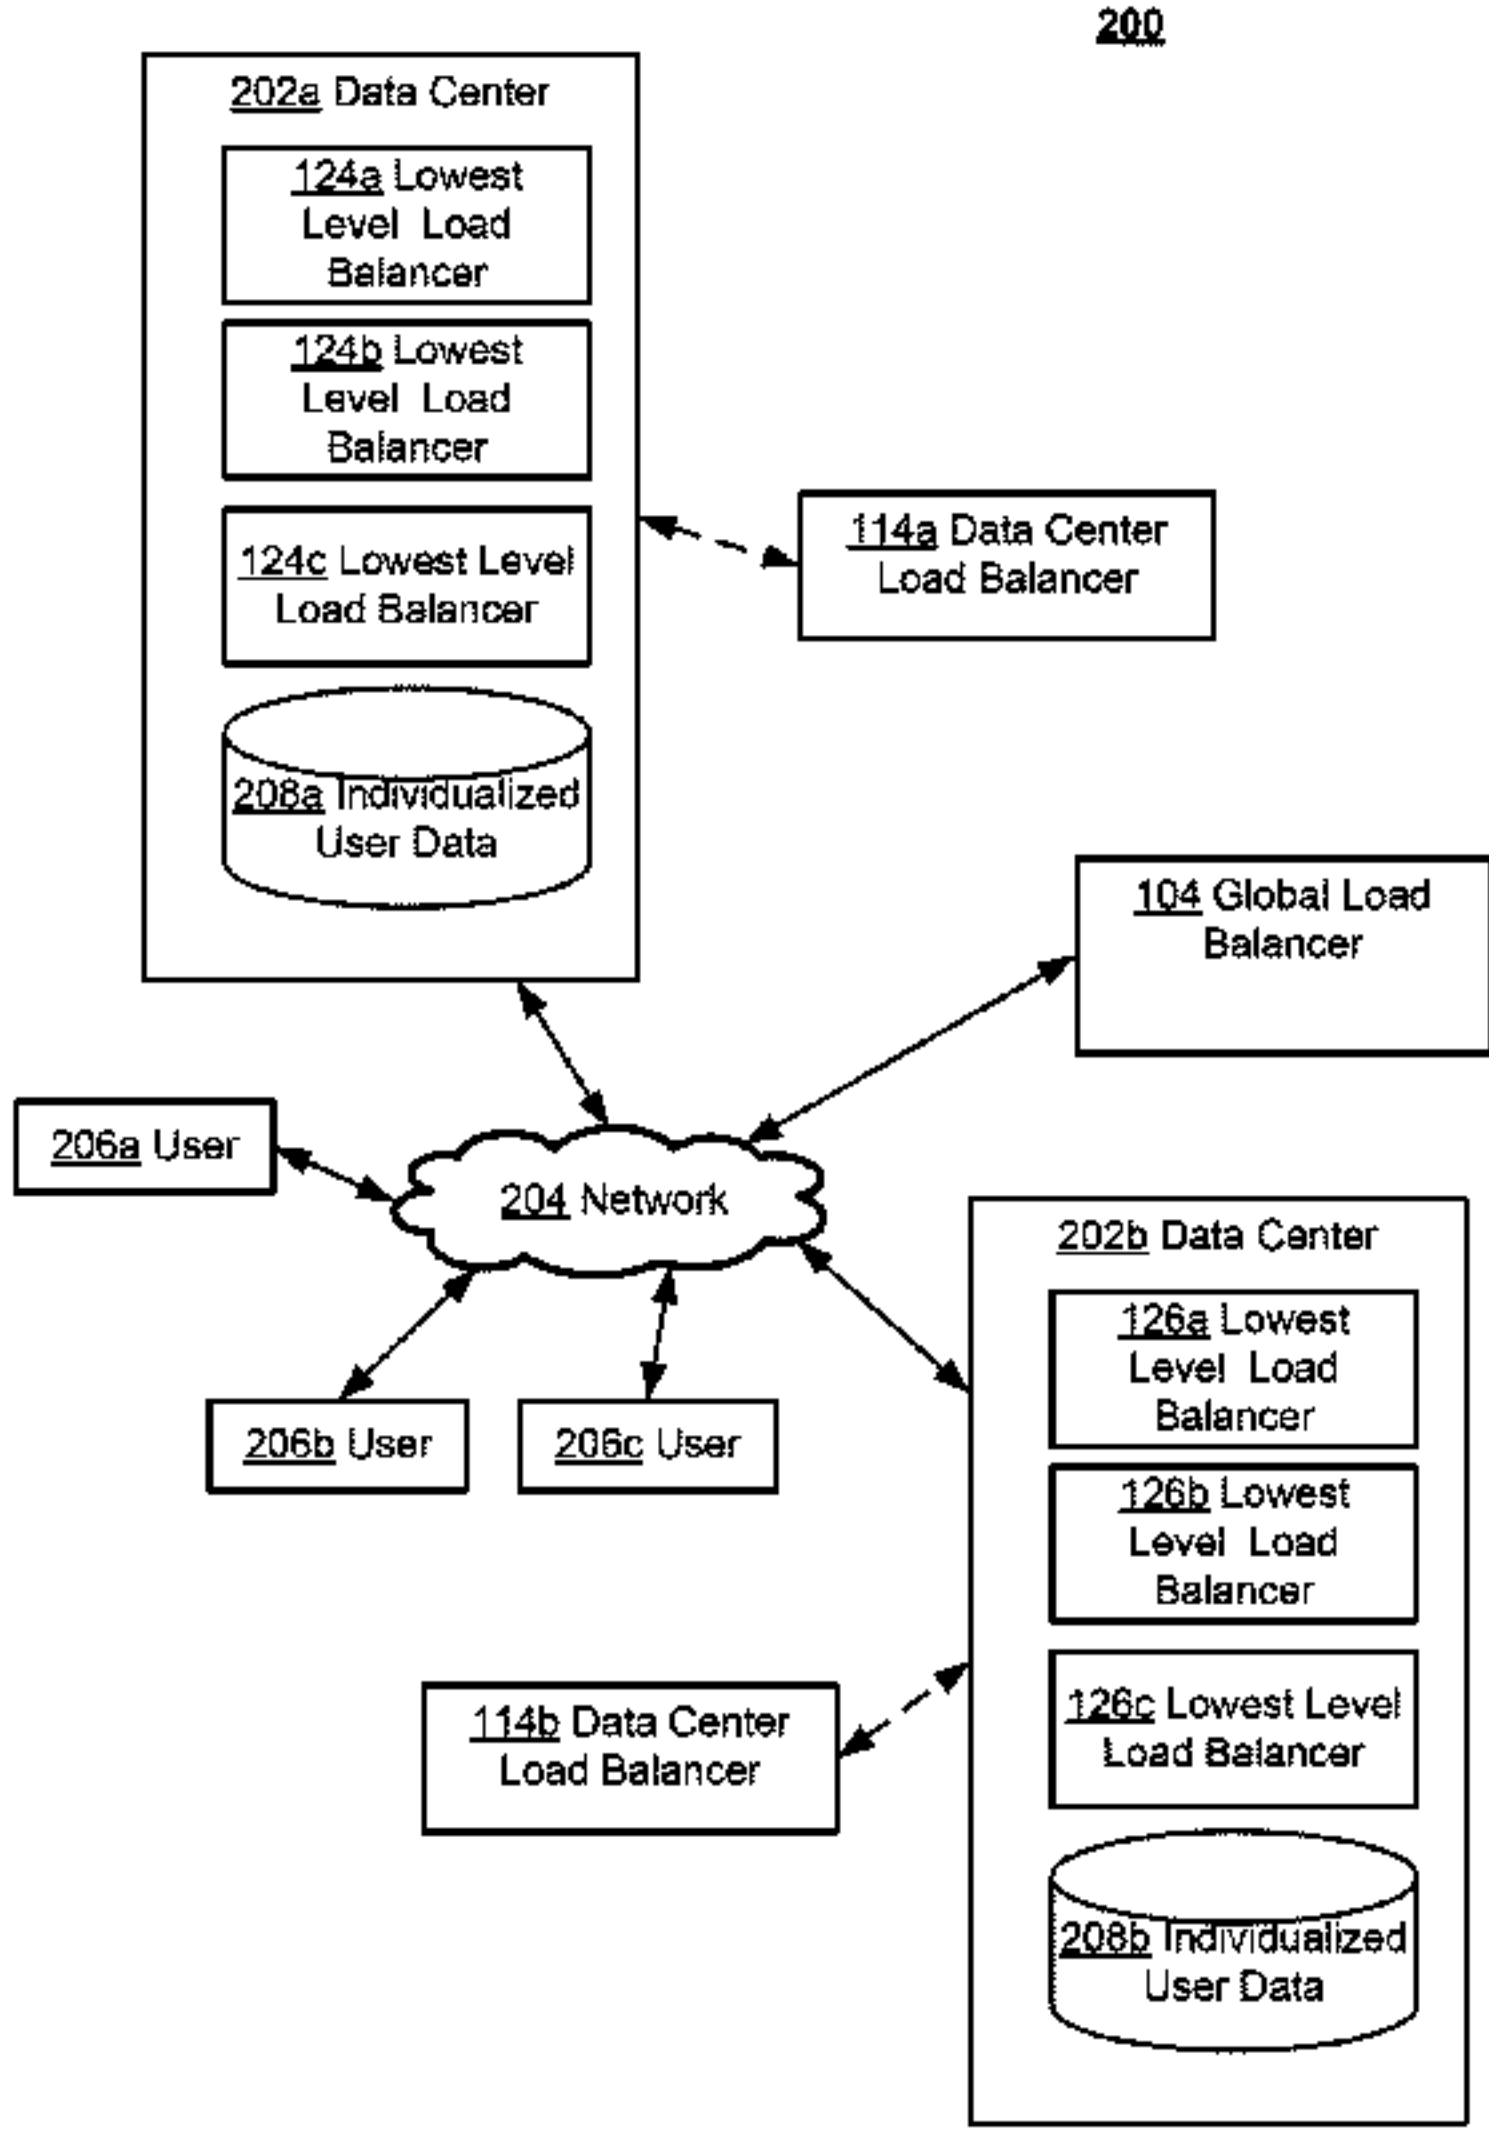 200
202a Data Center
124a Lowest
Level Load
Balancer
124b Lowest
Level Load
Balancer
124c Lowest Level
Load Balancer
208a Individualized
User Data
114a Data Center
Load Balancer
104 Global Load
Balancer
206a User
204 Network
206b User
206c User
202b Data Center
126a Lowest
Level Load
Balancer
126b Lowest
Level Load
Balancer
126c Lowest Level
Load Balancer
208b Individualized
User Data
114b Data Center
Load Balancer